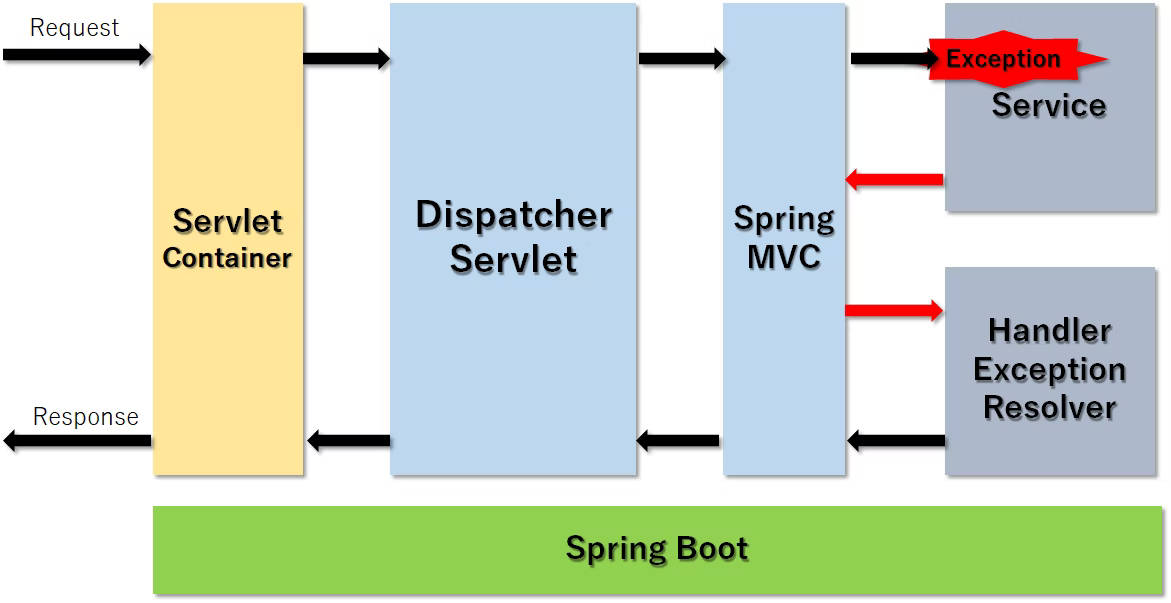 Request
Exception
Service
Servlet
Container
Dispatcher
Servlet
Spring
MVC
Handler
Exception
Resolver
Response
Spring Boot